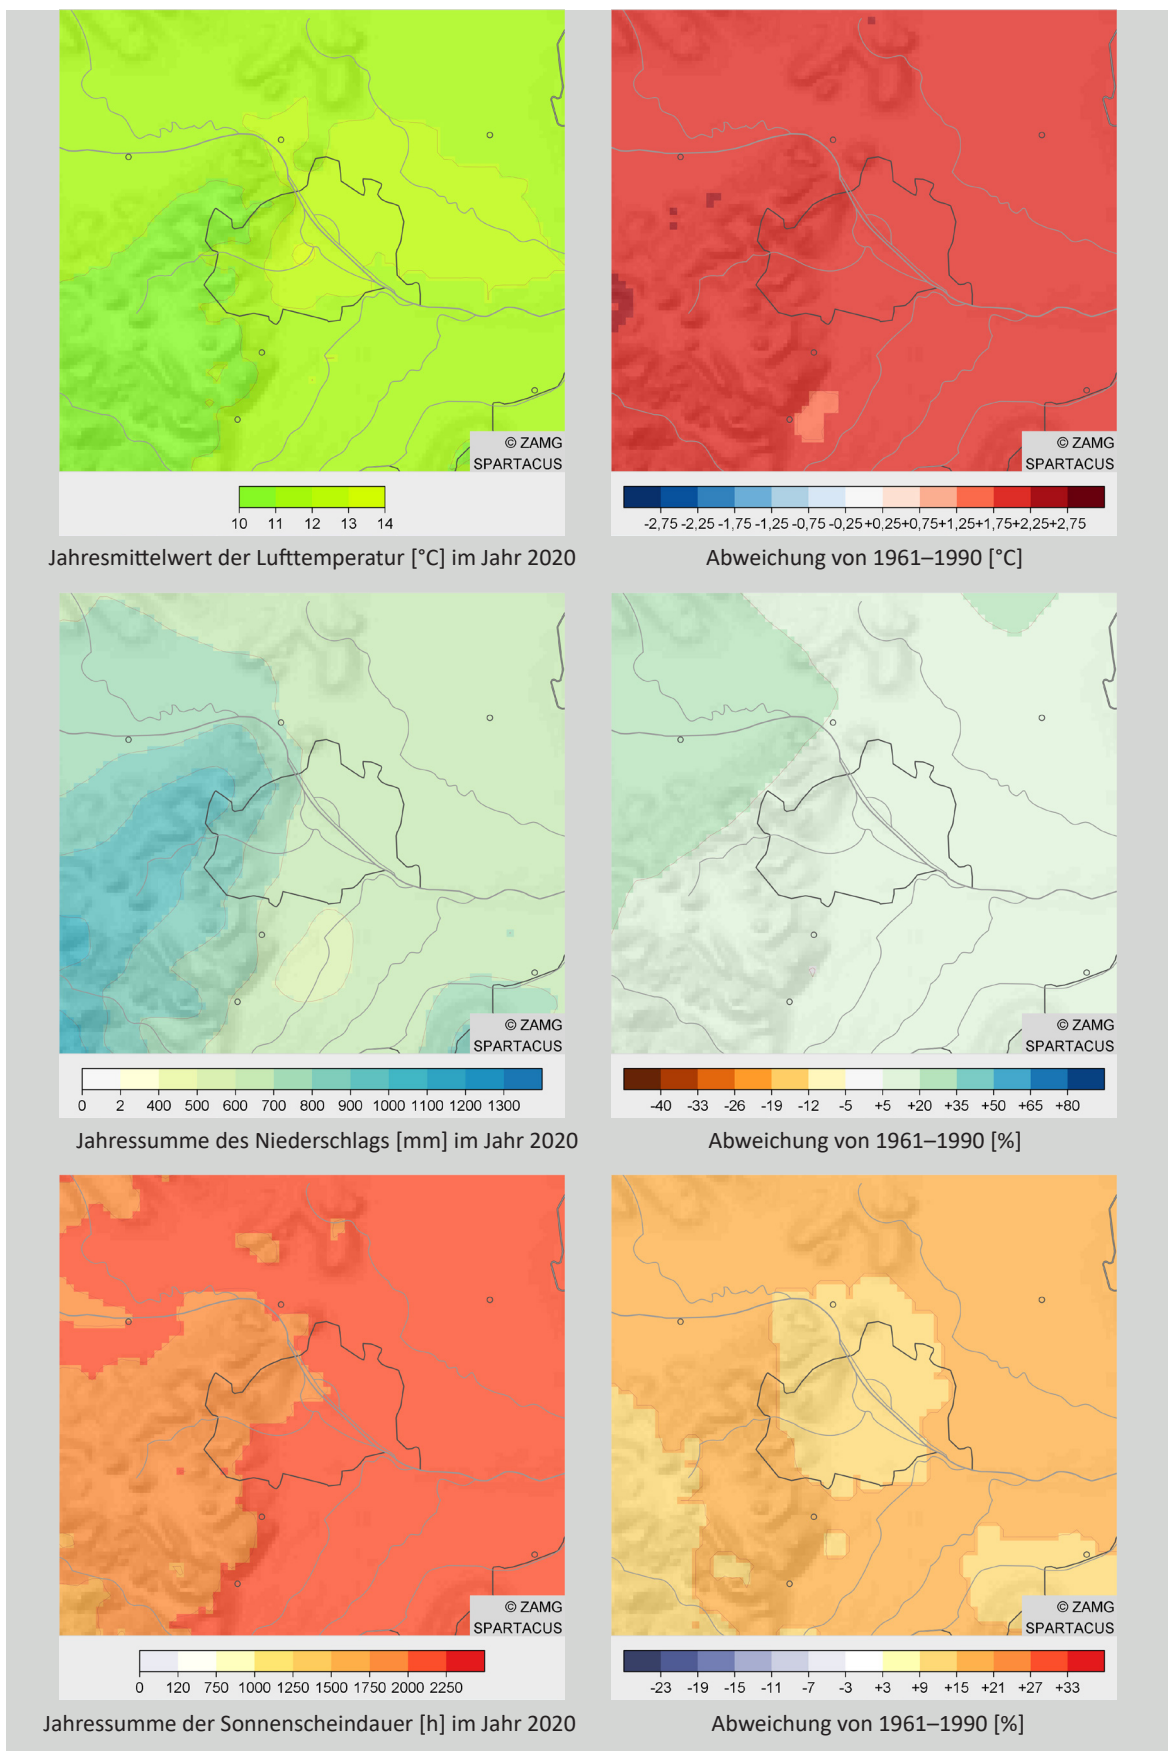 © ZAMG
SPARTACUS
© ZAMG
SPARTACUS
10 11 12 13 14
-2,75 -2,25 -1,75 -1,25 -0,75 -0,25 +0,25 +0,75 +1,25 +1,75 +2,25 +2,75
Jahresmittelwert der Lufttemperatur [°C] im Jahr 2020
Abweichung von 1961–1990 [°C]
© ZAMG
SPARTACUS
© ZAMG
SPARTACUS
0 2 400 500 600 700 800 900 1000 1100 1200 1300
-40 -33 -26 -19 -12 -5 +5 +20 +35 +50 +65 +80
Jahressumme des Niederschlags [mm] im Jahr 2020
Abweichung von 1961–1990 [%]
© ZAMG
SPARTACUS
© ZAMG
SPARTACUS
0 120 750 1000 1250 1500 1750 2000 2250
-23 -19 -15 -11 -7 -3 +3 +9 +15 +21 +27 +33
Jahressumme der Sonnenscheindauer [h] im Jahr 2020
Abweichung von 1961–1990 [%]